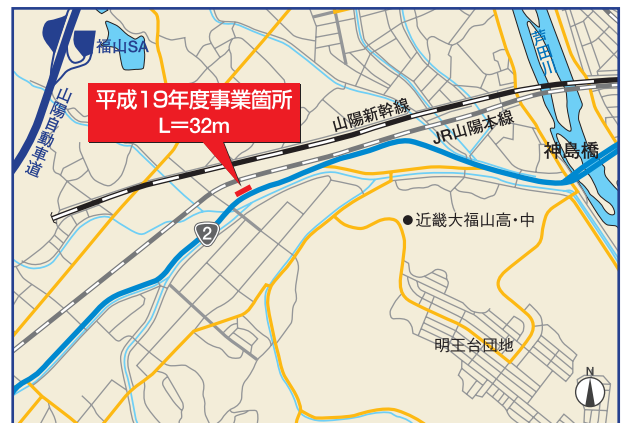 福山SA
山陽自動車道
平成19年度事業箇所
L=32m
山陽新幹線
JR山陽本線
芦田川
神島橋
2
近畿大福山高・中
明王台団地
N